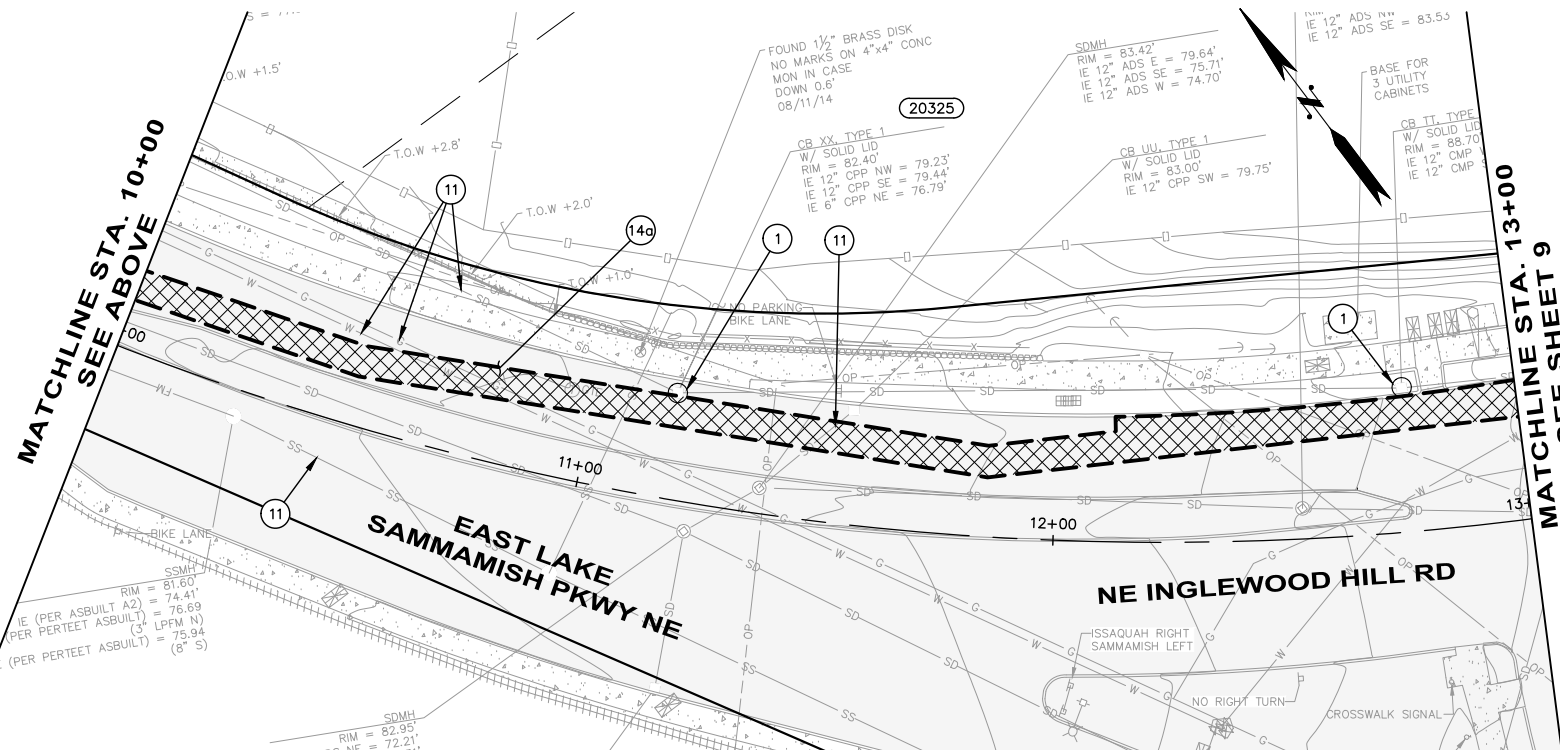 T.O.W +1.5'
T.O.W +2.8'
T.O.W +2.0'
T.O.W +1.0'
FOUND 1½" BRASS DISK
NO MARKS ON 4"x4" CONC
MON IN CASE
DOWN 0.6'
08/11/14
20325
SDMH
RIM = 83.42'
IE 12" ADS E = 79.64'
IE 12" ADS SE = 75.71'
IE 12" ADS W = 74.70'
IE 12" ADS NW
IE 12" ADS SE = 83.53
BASE FOR
3 UTILITY
CABINETS
CB XX, TYPE 1
W/ SOLID LID
RIM = 82.40'
IE 12" CPP NW = 79.23'
IE 12" CPP SE = 79.44'
IE 6" CPP NE = 76.79'
CB UU, TYPE 1
W/ SOLID LID
RIM = 83.00'
IE 12" CPP SW = 79.75'
CB TT, TYPE
W/ SOLID LID
RIM = 88.70
IE 12" CMP
IE 12" CMP
MATCHLINE STA. 10+00
SEE ABOVE
MATCHLINE STA. 13+00
SEE SHEET 9
11
14a
1
11
1
11
NO PARKING
BIKE LANE
+00
11+00
12+00
13+
EAST LAKE
SAMMAMISH PKWY NE
NE INGLEWOOD HILL RD
BIKE LANE
SSMH
RIM = 81.60'
IE (PER ASBUILT A2) = 74.41'
(PER PERTEET ASBUILT) = 76.69
(3" LPFM N)
(PER PERTEET ASBUILT) = 75.94
(8" S)
SDMH
RIM = 82.95'
NE = 72.21'
ISSAQUAH RIGHT
SAMMAMISH LEFT
NO RIGHT TURN
CROSSWALK SIGNAL